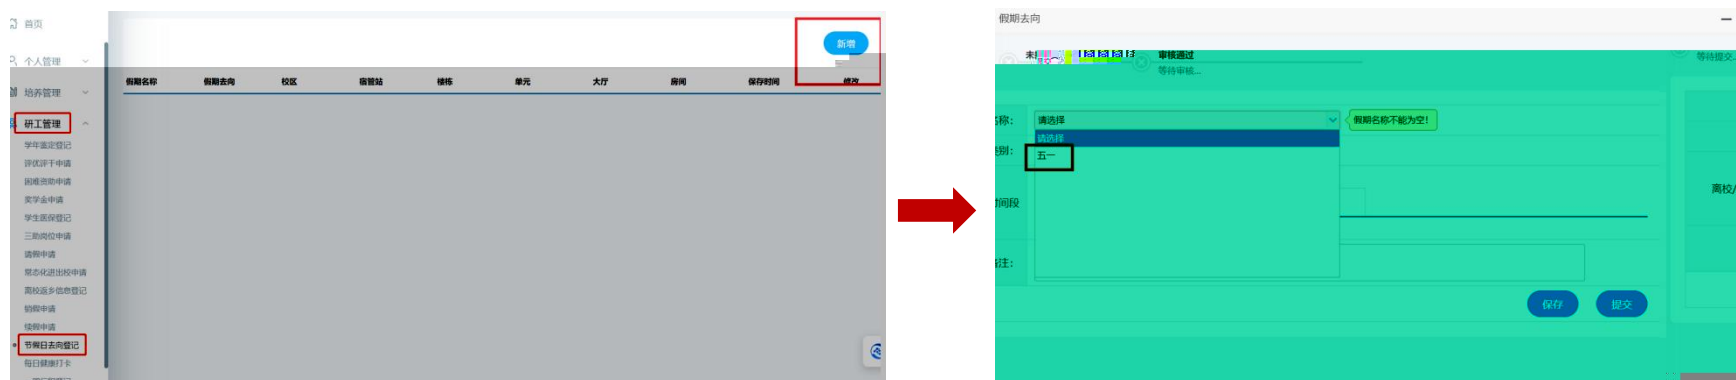 首页
个人管理
培养管理
研工管理
学年鉴定登记
评优评干申请
困难资助申请
奖学金申请
学生医保登记
三助岗位申请
请假申请
常态化进出校申请
离校返乡信息登记
销假申请
续假申请
节假日去向登记
每日健康打卡
新增
假期名称 假期去向 校区 宿管站 楼栋 单元 大厅 房间 保存时间 修改
假期去向
审核通过
等待审核...
等待提交...
名称: 请选择 假期名称不能为空!
请选择
类别:
五一
时间段
离校/
备注:
保存 提交